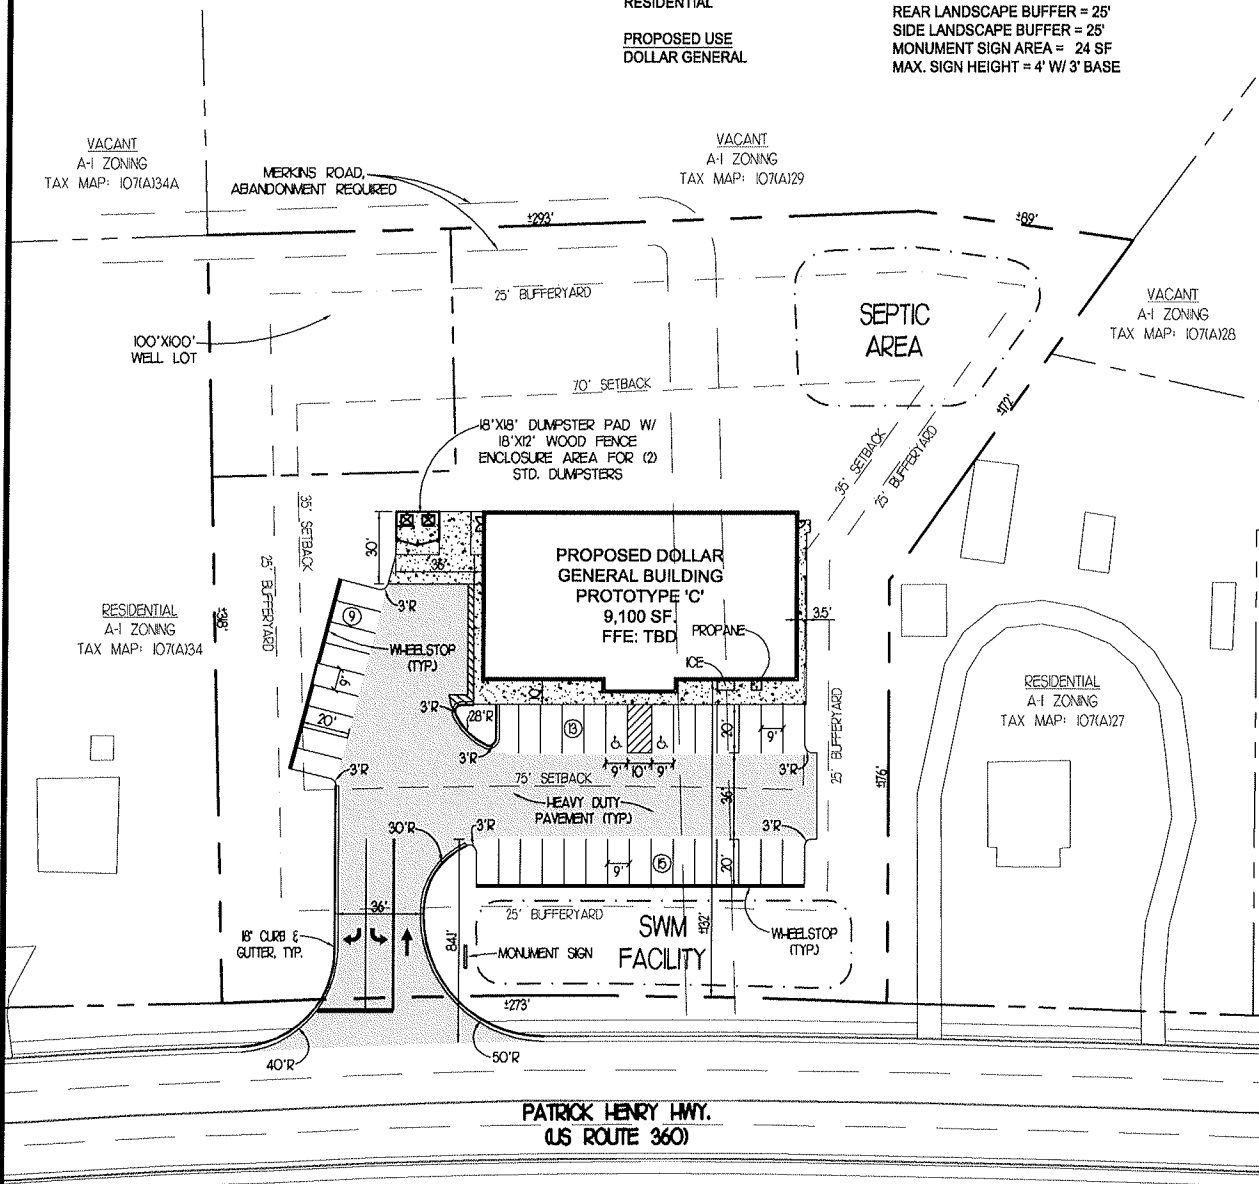 RESIDENTIAL
PROPOSED USE
DOLLAR GENERAL
REAR LANDSCAPE BUFFER = 25'
SIDE LANDSCAPE BUFFER = 25'
MONUMENT SIGN AREA = 24 SF
MAX. SIGN HEIGHT = 4' W/ 3' BASE
VACANT
A-1 ZONING
TAX MAP: 107(A)34A
MERKINS ROAD,
ABANDONMENT REQUIRED
VACANT
A-1 ZONING
TAX MAP: 107(A)29
±293'
±89'
25' BUFFERYARD
SEPTIC
AREA
VACANT
A-1 ZONING
TAX MAP: 107(A)28
100'X100'
WELL LOT
70' SETBACK
±172'
18'X18' DUMPSTER PAD W/
18'X12' WOOD FENCE
ENCLOSURE AREA FOR (2)
STD. DUMPSTERS
35' SETBACK
25' BUFFERYARD
35' SETBACK
25' BUFFERYARD
30'
36'
PROPOSED DOLLAR
GENERAL BUILDING
PROTOTYPE 'C'
9,100 SF.
FFE: TBD
PROPANE
ICE
3.5'
RESIDENTIAL
A-1 ZONING
TAX MAP: 107(A)34
±318'
9
3'R
WHEELSTOP
(TYP.)
9'
20'
3'R
28'R
3'R
3'R
10'
13
20'
9'
9' 10' 9'
3'R
25' BUFFERYARD
±176'
RESIDENTIAL
A-1 ZONING
TAX MAP: 107(A)27
75' SETBACK
HEAVY DUTY
PAVEMENT (TYP.)
36'
30'R
3'R
3'R
9'
15
20'
36'
25' BUFFERYARD
SWM
FACILITY
±132'
WHEELSTOP
(TYP.)
18" CURB &
GUTTER, TYP.
84.1'
MONUMENT SIGN
±273'
40'R
50'R
PATRICK HENRY HWY.
(US ROUTE 360)